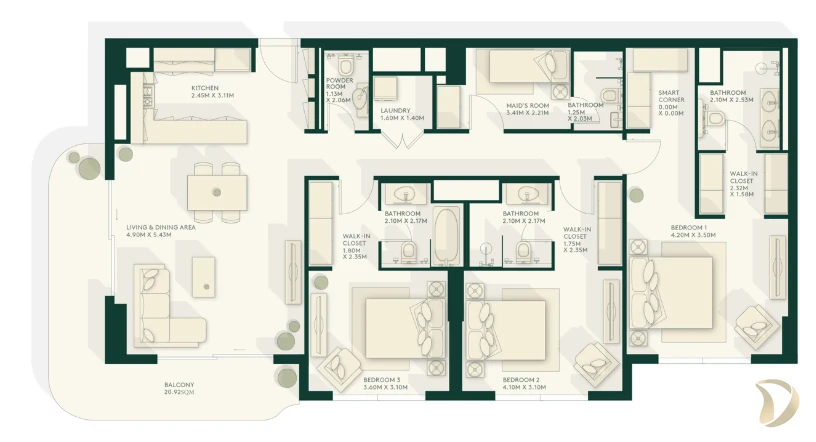 KITCHEN
2.45M X 3.11M
POWDER
ROOM
1.13M
X 2.06M
LAUNDRY
1.60M X 1.40M
MAID'S ROOM
3.41M X 2.21M
BATHROOM
1.25M
X 2.03M
SMART
CORNER
0.00M
X 0.00M
BATHROOM
2.10M X 2.53M
WALK-IN
CLOSET
2.32M
X 1.58M
LIVING & DINING AREA
4.90M X 5.43M
WALK-IN
CLOSET
1.80M
X 2.35M
BATHROOM
2.10M X 2.17M
BATHROOM
2.10M X 2.17M
WALK-IN
CLOSET
1.75M
X 2.35M
BEDROOM 1
4.20M X 3.50M
BEDROOM 3
3.60M X 3.10M
BEDROOM 2
4.10M X 3.10M
BALCONY
20.92SQM